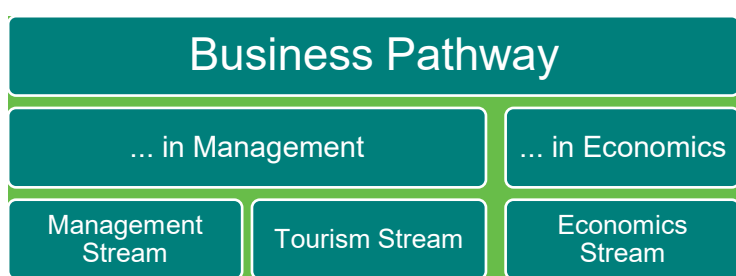 Business Pathway
... in Management
... in Economics
Management
Stream
Tourism Stream
Economics
Stream